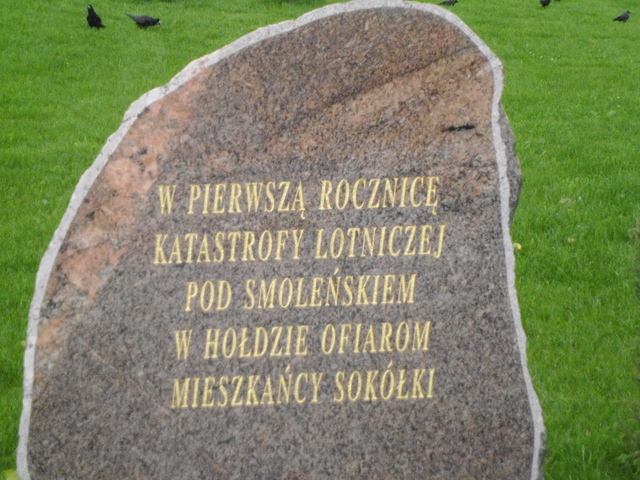 W PIERWSZĄ ROCZNICĘ
KATASTROFY LOTNICZEJ
POD SMOLEŃSKIEM
W HOŁDZIE OFIAROM
MIESZKAŃCY SOKÓŁKI